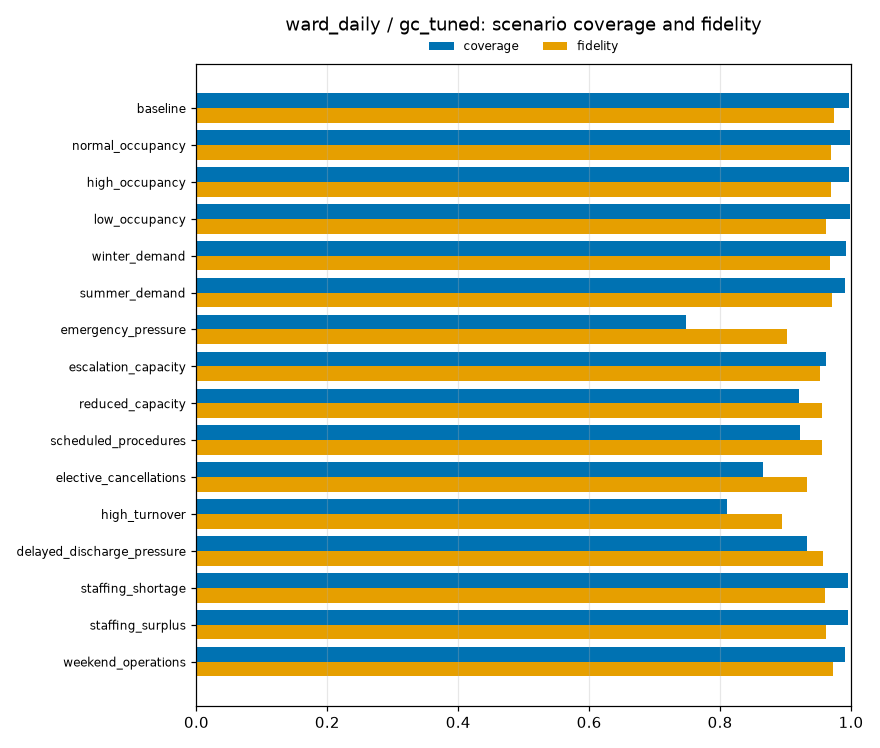 ward_daily / gc_tuned: scenario coverage and fidelity
coverage fidelity
baseline
normal_occupancy
high_occupancy
low_occupancy
winter_demand
summer_demand
emergency_pressure
escalation_capacity
reduced_capacity
scheduled_procedures
elective_cancellations
high_turnover
delayed_discharge_pressure
staffing_shortage
staffing_surplus
weekend_operations
0.0 0.2 0.4 0.6 0.8 1.0